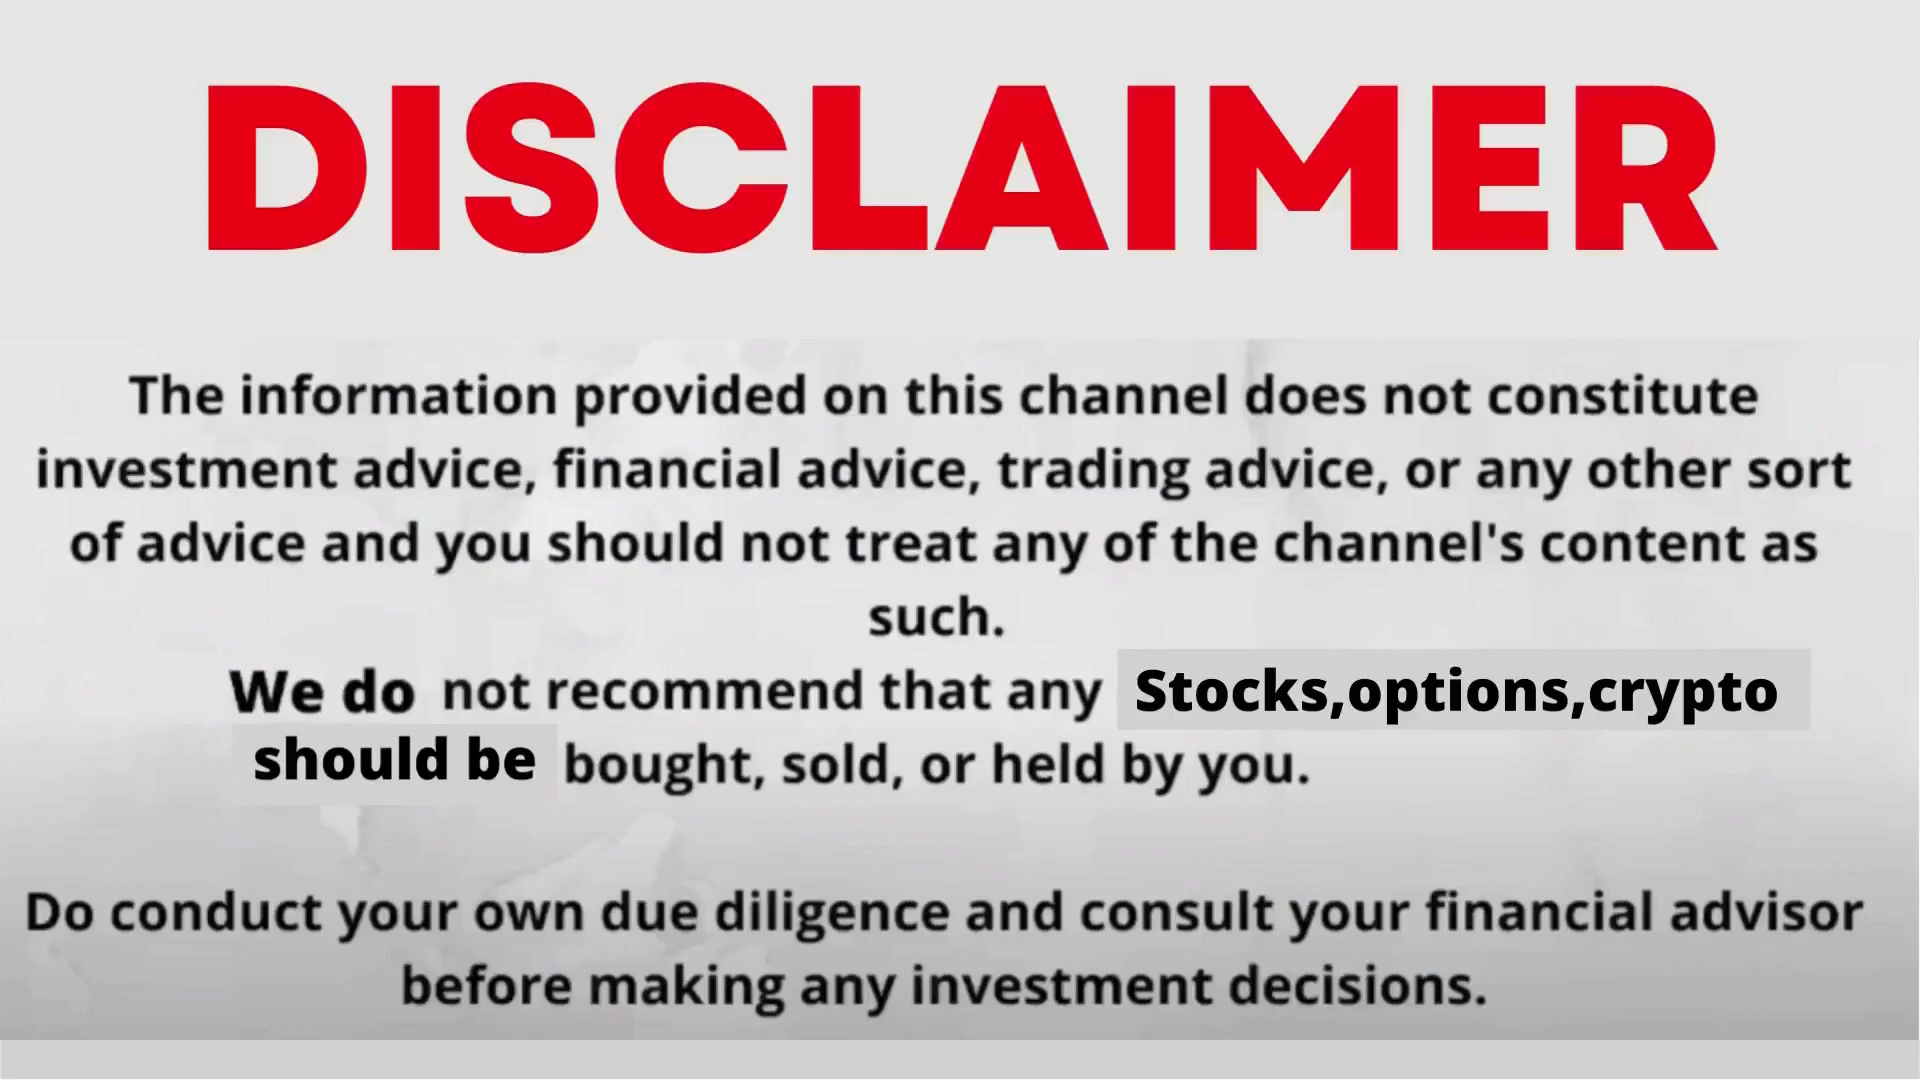 DISCLAIMER
The information provided on this channel does not constitute
investment advice, financial advice, trading advice, or any other sort
of advice and you should not treat any of the channel's content as
such.
We do not recommend that any Stocks,options,crypto
should be bought, sold, or held by you.
Do conduct your own due diligence and consult your financial advisor
before making any investment decisions.